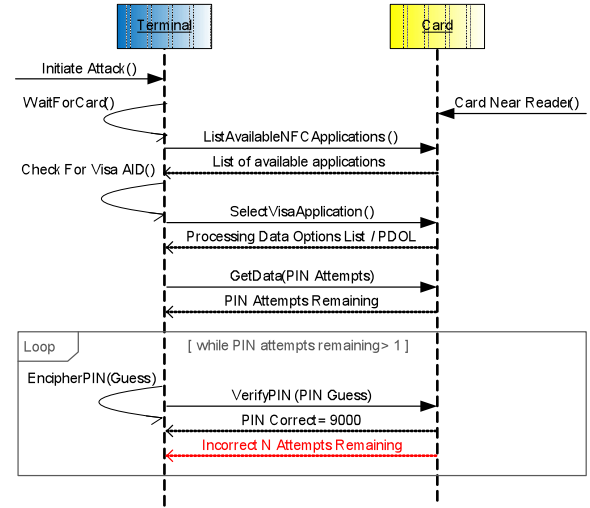 Terminal
Card
Initiate Attack()
WaitForCard()
Card Near Reader()
ListAvailableNFCApplications()
List of available applications
Check For Visa AID()
SelectVisaApplication()
Processing Data Options List / PDOL
GetData(PIN Attempts)
PIN Attempts Remaining
Loop
[ while PIN attempts remaining> 1 ]
EncipherPIN(Guess)
VerifyPIN (PIN Guess)
PIN Correct= 9000
Incorrect N Attempts Remaining